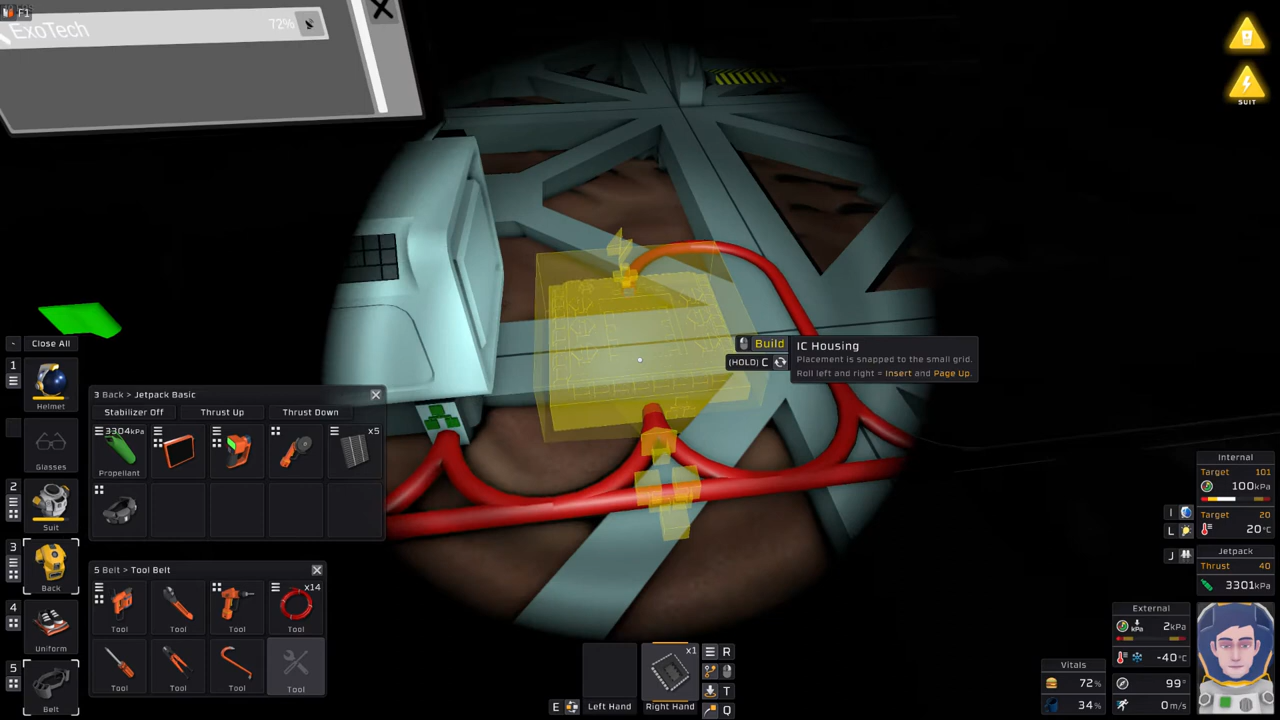 F1
ExoTech
72%
SUIT
Close All
1
Helmet
Glasses
2
Suit
3
Back
4
Uniform
5
Belt
3 Back > Jetpack Basic
Stabilizer Off
Thrust Up
Thrust Down
3304kPa
x5
Propellant
5 Belt > Tool Belt
x14
Tool
Tool
Tool
Tool
Tool
Tool
Tool
Tool
Build
(HOLD) C
IC Housing
Placement is snapped to the small grid.
Roll left and right = Insert and Page Up.
x1
R
T
Q
E
Left Hand
Right Hand
Internal
Target 101
100kPa
Target 20
20°C
I
L
J
Jetpack
Thrust 40
3301kPa
External
kPa
2kPa
-40°C
99°
0m/s
Vitals
72%
34%